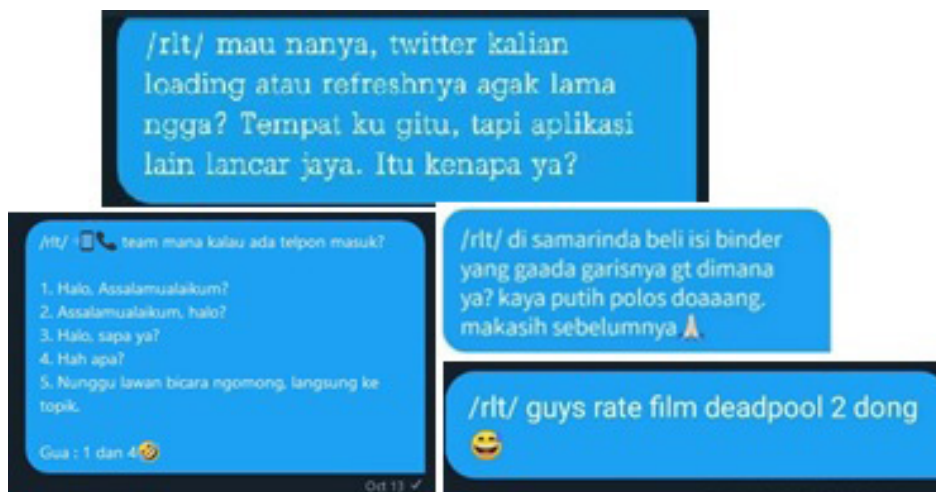 /rlt/ mau nanya, twitter kalian
loading atau refreshnya agak lama
ngga? Tempat ku gitu, tapi aplikasi
lain lancar jaya. Itu kenapa ya?
/rlt/ 📲📞 team mana kalau ada telpon masuk?
1. Halo, Assalamualaikum?
2. Assalamualaikum, halo?
3. Halo, sapa ya?
4. Hah apa?
5. Nunggu lawan bicara ngomong, langsung ke
topik.
Gua : 1 dan 4🤣
Oct 13 ✓
/rlt/ di samarinda beli isi binder
yang gaada garisnya gt dimana
ya? kaya putih polos doaaang.
makasih sebelumnya🙏🏻
/rlt/ guys rate film deadpool 2 dong
😅